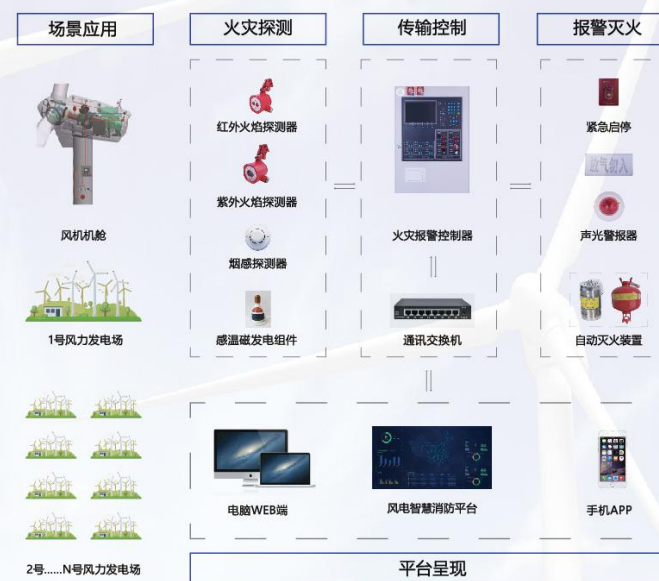 场景应用
火灾探测
传输控制
报警灭火
红外火焰探测器
紫外火焰探测器
烟感探测器
感温磁发电组件
火灾报警控制器
通讯交换机
紧急启停
放气勿入
声光警报器
自动灭火装置
风机机舱
1号风力发电场
2号......N号风力发电场
电脑WEB端
风电智慧消防平台
手机APP
平台呈现